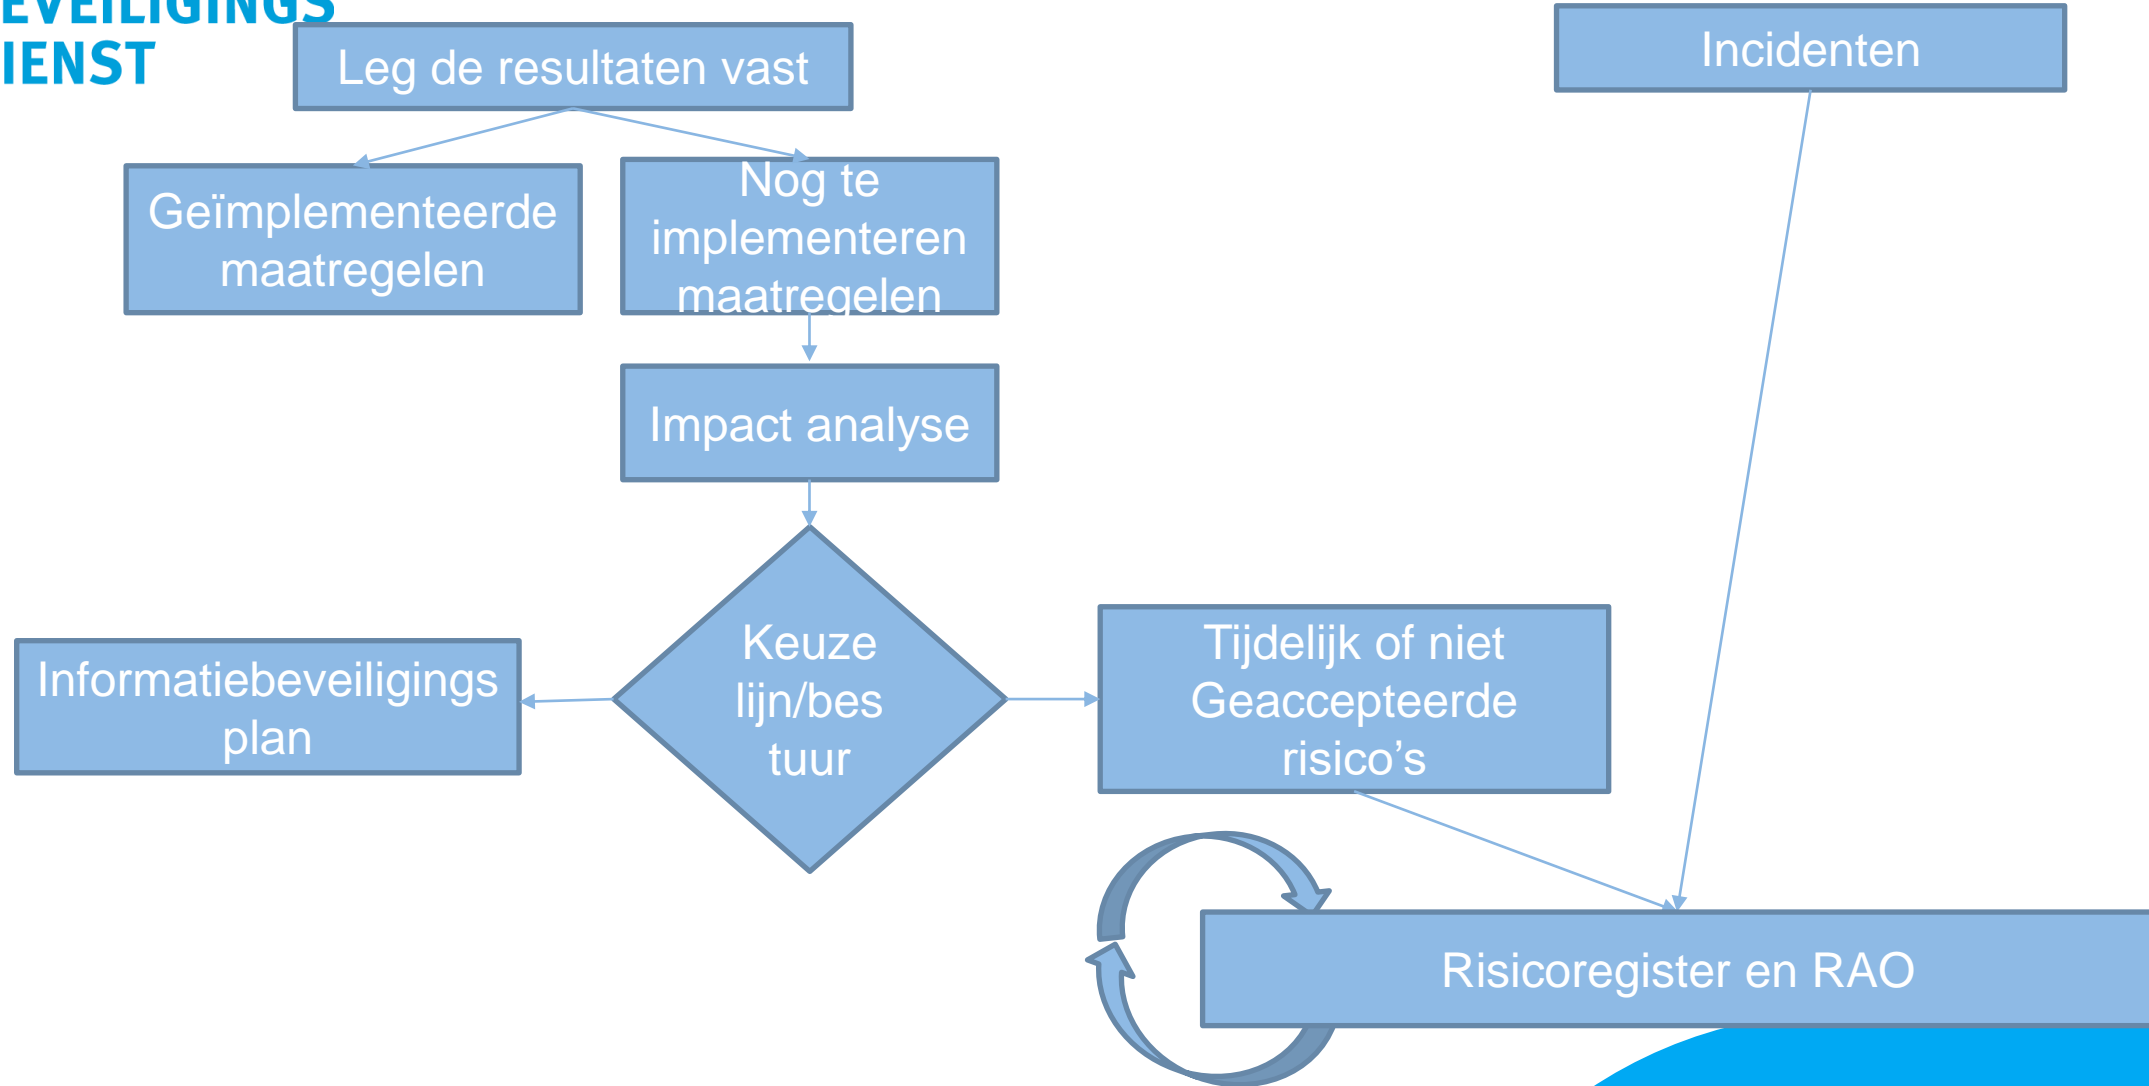 EVEILIGINGS
IENST
Leg de resultaten vast
Incidenten
Geïmplementeerde
maatregelen
Nog te
implementeren
maatregelen
Impact analyse
Keuze
lijn/bes
tuur
Informatiebeveiligings
plan
Tijdelijk of niet
Geaccepteerde
risico’s
Risicoregister en RAO